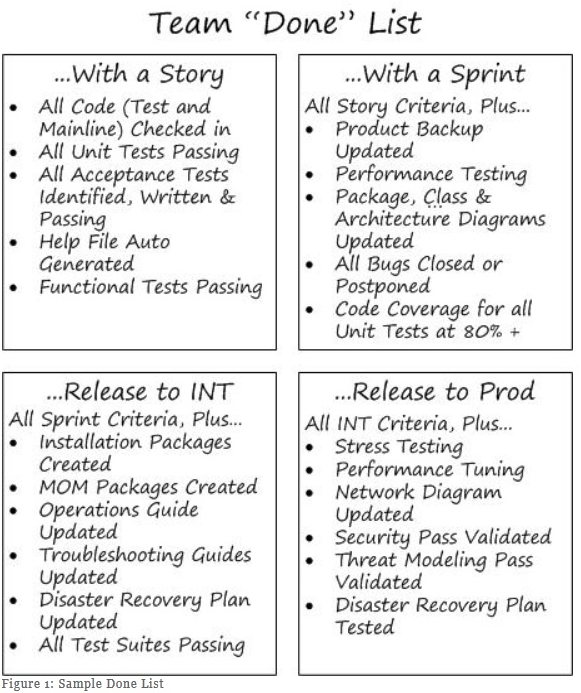 Team “Done” List
...With a Story
• All Code (Test and
Mainline) Checked in
• All Unit Tests Passing
• All Acceptance Tests
Identified, Written &
Passing
• Help File Auto
Generated
• Functional Tests Passing
...With a Sprint
All Story Criteria, Plus...
• Product Backup
Updated
• Performance Testing
• Package, Class &
Architecture Diagrams
Updated
• All Bugs Closed or
Postponed
• Code Coverage for all
Unit Tests at 80% +
...Release to INT
All Sprint Criteria, Plus...
• Installation Packages
Created
• MOM Packages Created
• Operations Guide
Updated
• Troubleshooting Guides
Updated
• Disaster Recovery Plan
Updated
• All Test Suites Passing
...Release to Prod
All INT Criteria, Plus...
• Stress Testing
• Performance Tuning
• Network Diagram
Updated
• Security Pass Validated
• Threat Modeling Pass
Validated
• Disaster Recovery Plan
Tested
Figure 1: Sample Done List